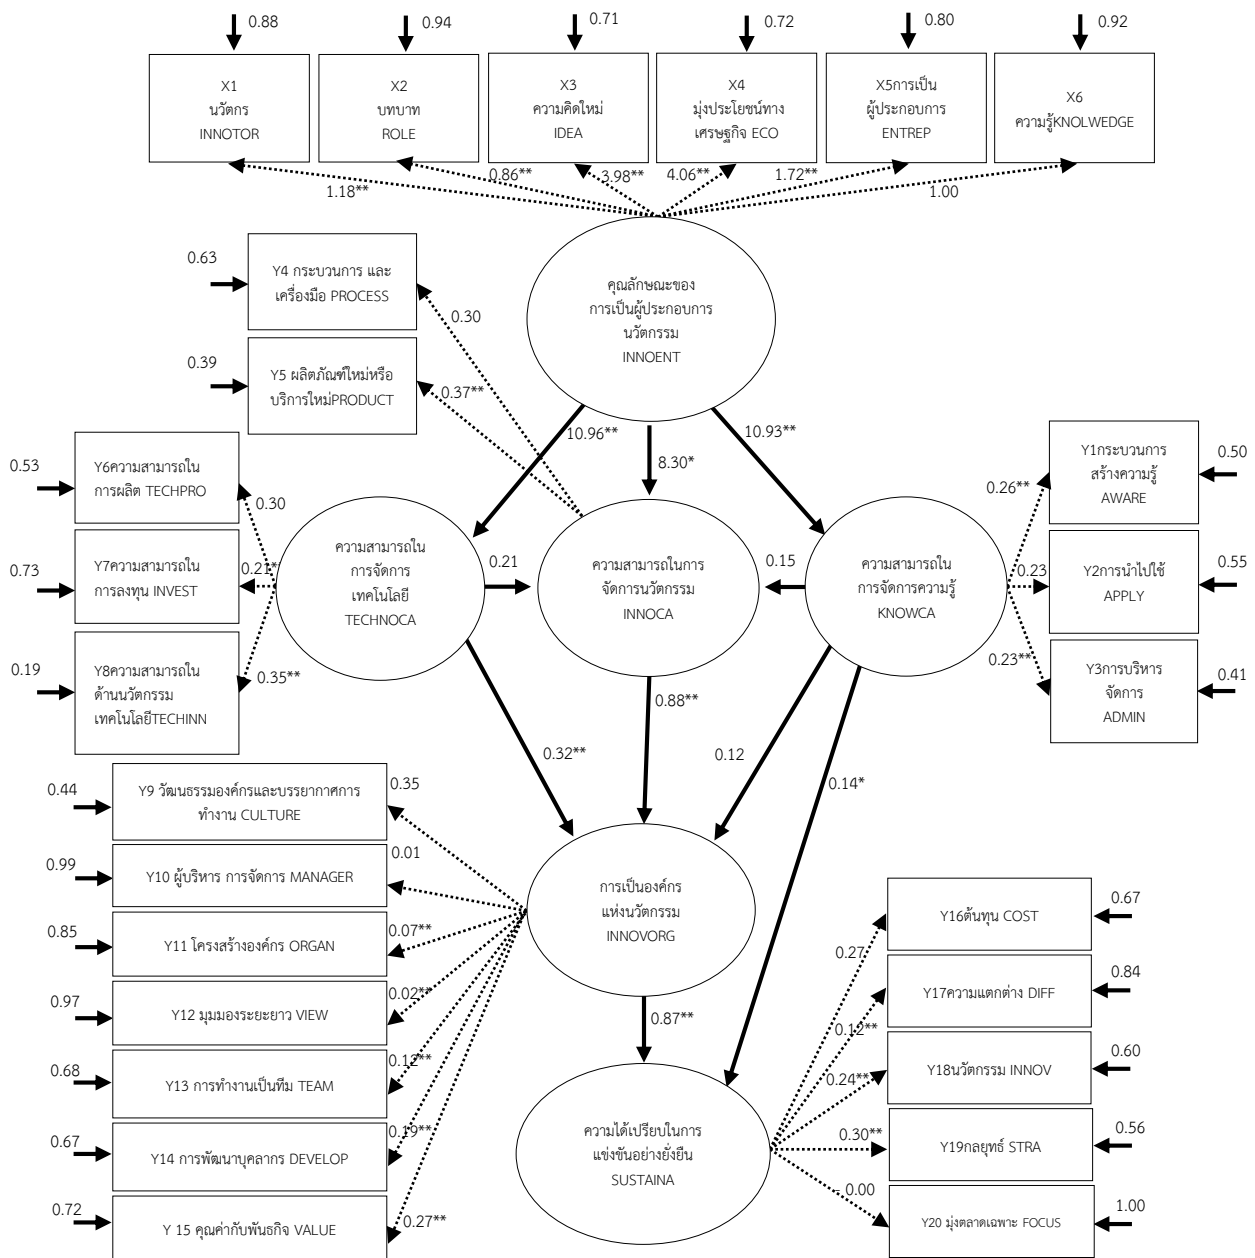 0.88
0.94
0.71
0.72
0.80
0.92
X1
นวัตกร
INNOTOR
X2
บทบาท
ROLE
X3
ความคิดใหม่
IDEA
X4
มุ่งประโยชน์ทาง
เศรษฐกิจ ECO
X5การเป็น
ผู้ประกอบการ
ENTREP
X6
ความรู้KNOLWEDGE
1.18**
0.86**
3.98**
4.06**
1.72**
1.00
คุณลักษณะของ
การเป็นผู้ประกอบการ
นวัตกรรม
INNOENT
0.63
Y4 กระบวนการ และ
เครื่องมือ PROCESS
0.30
0.39
Y5 ผลิตภัณฑ์ใหม่หรือ
บริการใหม่PRODUCT
0.37**
10.96**
8.30*
10.93**
0.53
Y6ความสามารถใน
การผลิต TECHPRO
0.30
0.73
Y7ความสามารถใน
การลงทุน INVEST
0.21*
0.19
Y8ความสามารถใน
ด้านนวัตกรรม
เทคโนโลยีTECHINN
0.35**
ความสามารถใน
การจัดการ
เทคโนโลยี
TECHNOCA
0.21
ความสามารถในการ
จัดการนวัตกรรม
INNOCA
0.15
ความสามารถใน
การจัดการความรู้
KNOWCA
0.26**
Y1กระบวนการ
สร้างความรู้
AWARE
0.50
0.23
Y2การนำไปใช้
APPLY
0.55
0.23**
Y3การบริหาร
จัดการ
ADMIN
0.41
0.32**
0.88**
0.12
0.14*
0.44
Y9 วัฒนธรรมองค์กรและบรรยากาศการ
ทำงาน CULTURE
0.35
0.99
Y10 ผู้บริหาร การจัดการ MANAGER
0.01
0.85
Y11 โครงสร้างองค์กร ORGAN
0.07**
0.97
Y12 มุมมองระยะยาว VIEW
0.02**
0.68
Y13 การทำงานเป็นทีม TEAM
0.12**
0.67
Y14 การพัฒนาบุคลากร DEVELOP
0.19**
0.72
Y 15 คุณค่ากับพันธกิจ VALUE
0.27**
การเป็นองค์กร
แห่งนวัตกรรม
INNOVORG
0.87**
ความได้เปรียบในการ
แข่งขันอย่างยั่งยืน
SUSTAINA
0.27
Y16ต้นทุน COST
0.67
0.12**
Y17ความแตกต่าง DIFF
0.84
0.24**
Y18นวัตกรรม INNOV
0.60
0.30**
Y19กลยุทธ์ STRA
0.56
- 0.00
Y20 มุ่งตลาดเฉพาะ FOCUS
1.00